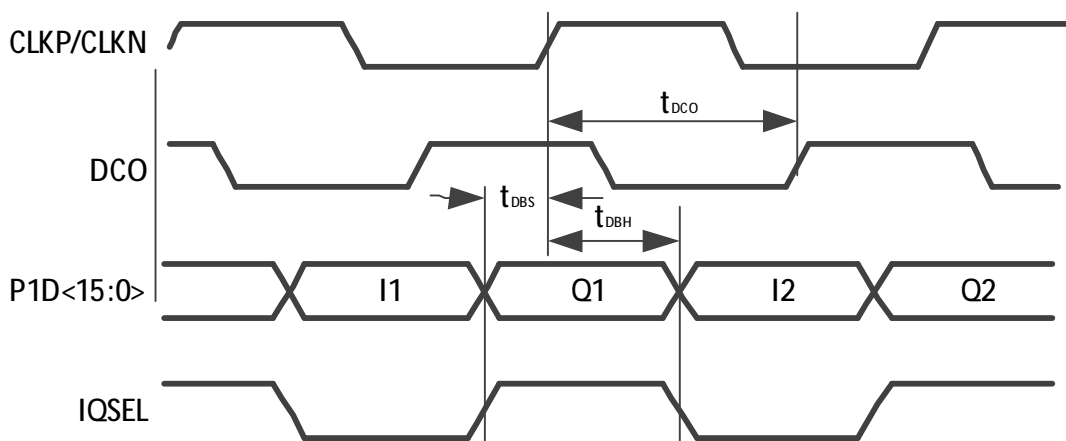 CLKP/CLKN
tDCO
DCO
tDBS
tDBH
P1D<15:0>
I1
Q1
I2
Q2
IQSEL